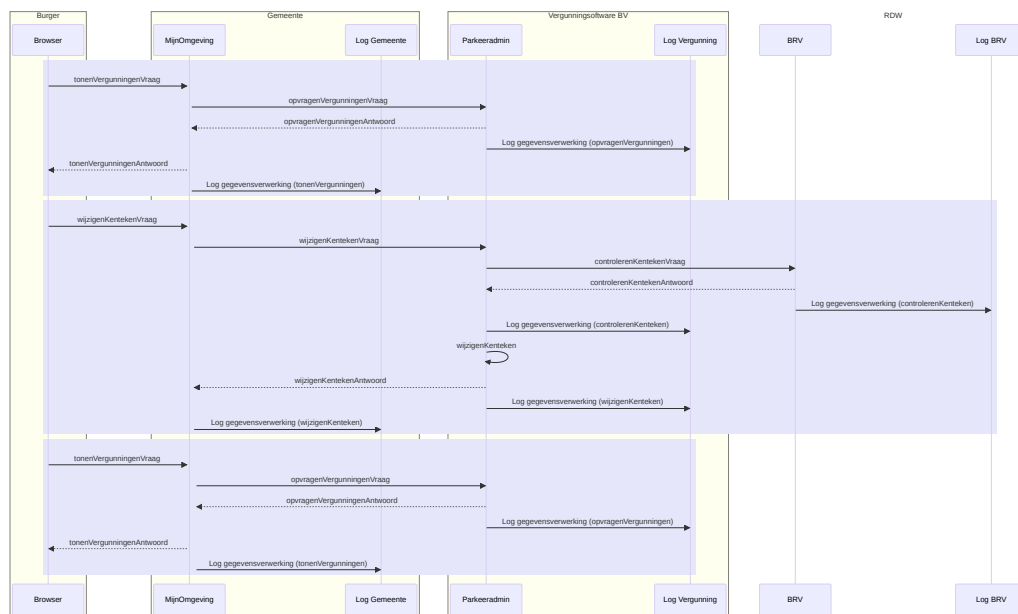 Burger
Gemeente
Vergunningsoftware BV
RDW
Browser
MijnOmgeving
Log Gemeente
Parkeeradmin
Log Vergunning
BRV
Log BRV
tonenVergunningenVraag
opvragenVergunningenVraag
opvragenVergunningenAntwoord
Log gegevensverwerking (opvragenVergunningen)
tonenVergunningenAntwoord
Log gegevensverwerking (tonenVergunningen)
wijzigenKentekenVraag
wijzigenKentekenVraag
controlerenKentekenVraag
controlerenKentekenAntwoord
Log gegevensverwerking (controlerenKenteken)
Log gegevensverwerking (controlerenKenteken)
wijzigenKenteken
wijzigenKentekenAntwoord
Log gegevensverwerking (wijzigenKenteken)
Log gegevensverwerking (wijzigenKenteken)
tonenVergunningenVraag
opvragenVergunningenVraag
opvragenVergunningenAntwoord
Log gegevensverwerking (opvragenVergunningen)
tonenVergunningenAntwoord
Log gegevensverwerking (tonenVergunningen)
Browser
MijnOmgeving
Log Gemeente
Parkeeradmin
Log Vergunning
BRV
Log BRV